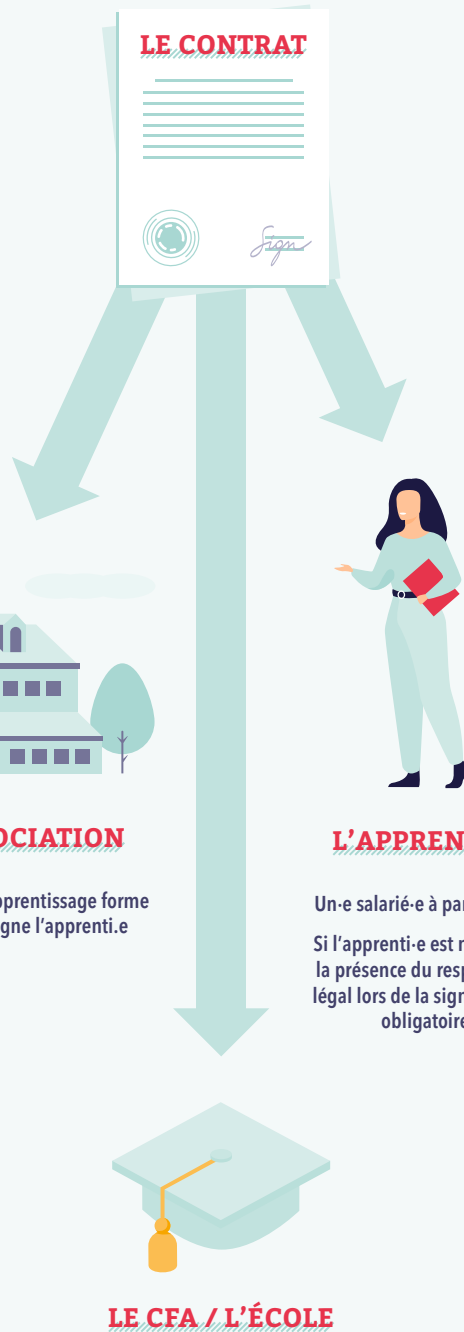 LE CONTRAT
Sign
OCIATION
pprentissage forme
gne l'apprenti.e
L'APPREN
Un·e salarié·e à par
Si l'apprenti·e est
la présence du resp
légal lors de la sign
obligatoire
LE CFA / L'ÉCOLE